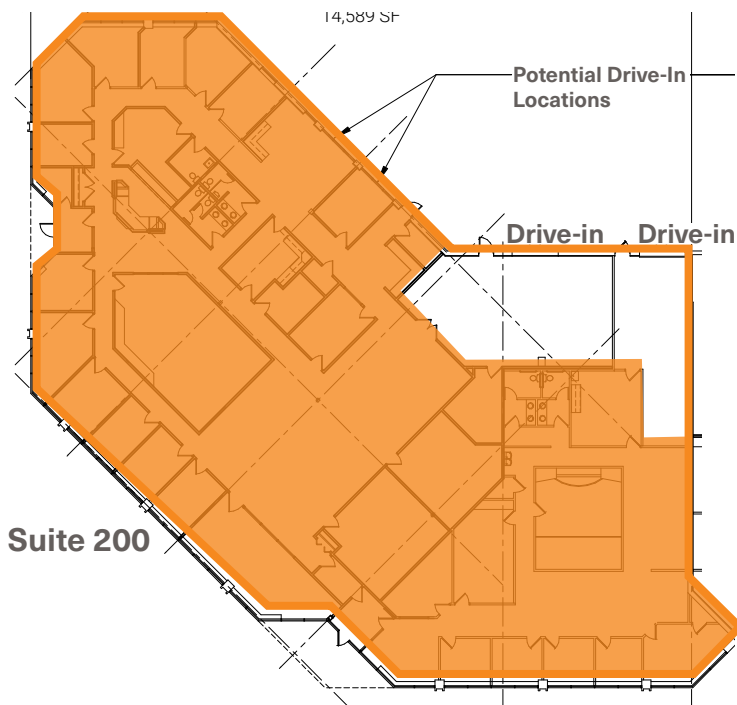 14,589 SF
Potential Drive-In
Locations
Drive-in Drive-in
Suite 200